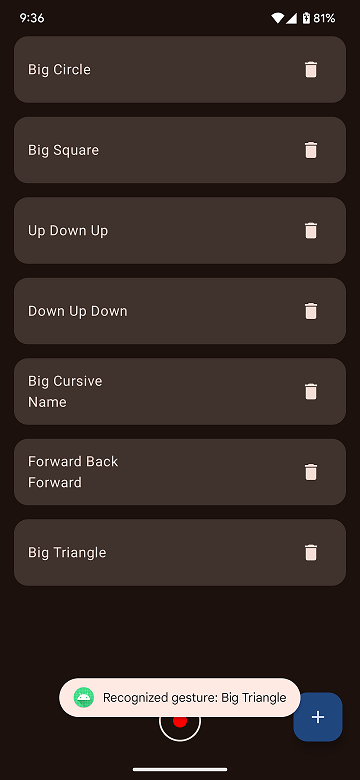 9:36
81%
Big Circle
Big Square
Up Down Up
Down Up Down
Big Cursive
Name
Forward Back
Forward
Big Triangle
Recognized gesture: Big Triangle